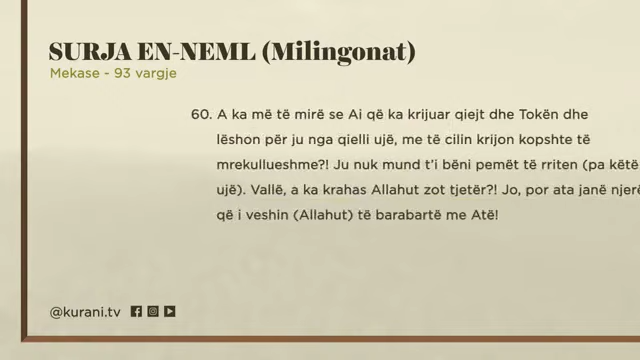 SURJA EN-NEML (Milingonat)
Mekase - 93 vargje
60. A ka më të mirë se Ai që ka krijuar qiejt dhe Tokën dhe
lëshon për ju nga qielli ujë, me të cilin krijon kopshte të
mrekullueshme?! Ju nuk mund t'i bëni pemët të rriten (pa këtë
ujë). Vallë, a ka krahas Allahut zot tjetër?! Jo, por ata janë
që i veshin (Allahut) të barabartë me Atë!
@kurani.tv